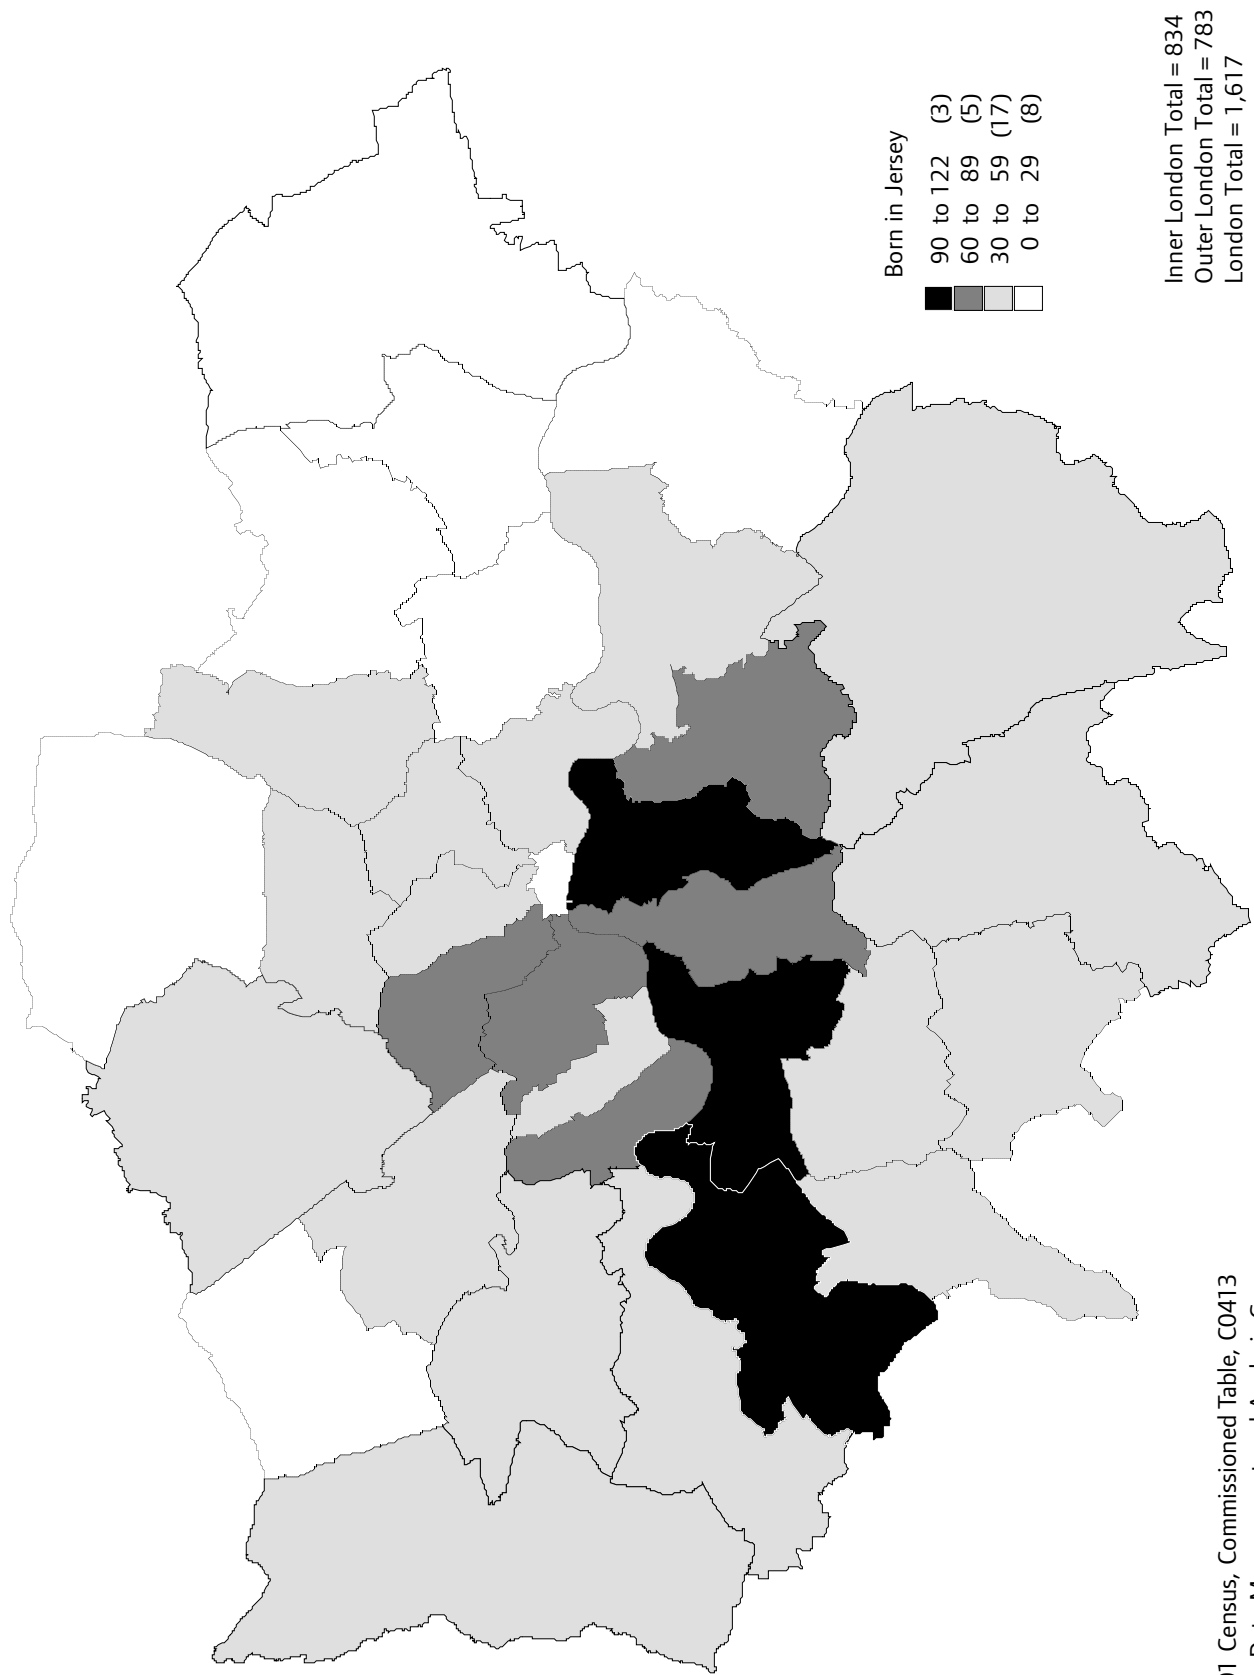 Born in Jersey
90 to 122 (3)
60 to 89 (5)
30 to 59 (17)
0 to 29 (8)
Inner London Total = 834
Outer London Total = 783
London Total = 1,617
Census, Commissioned Table, C0413